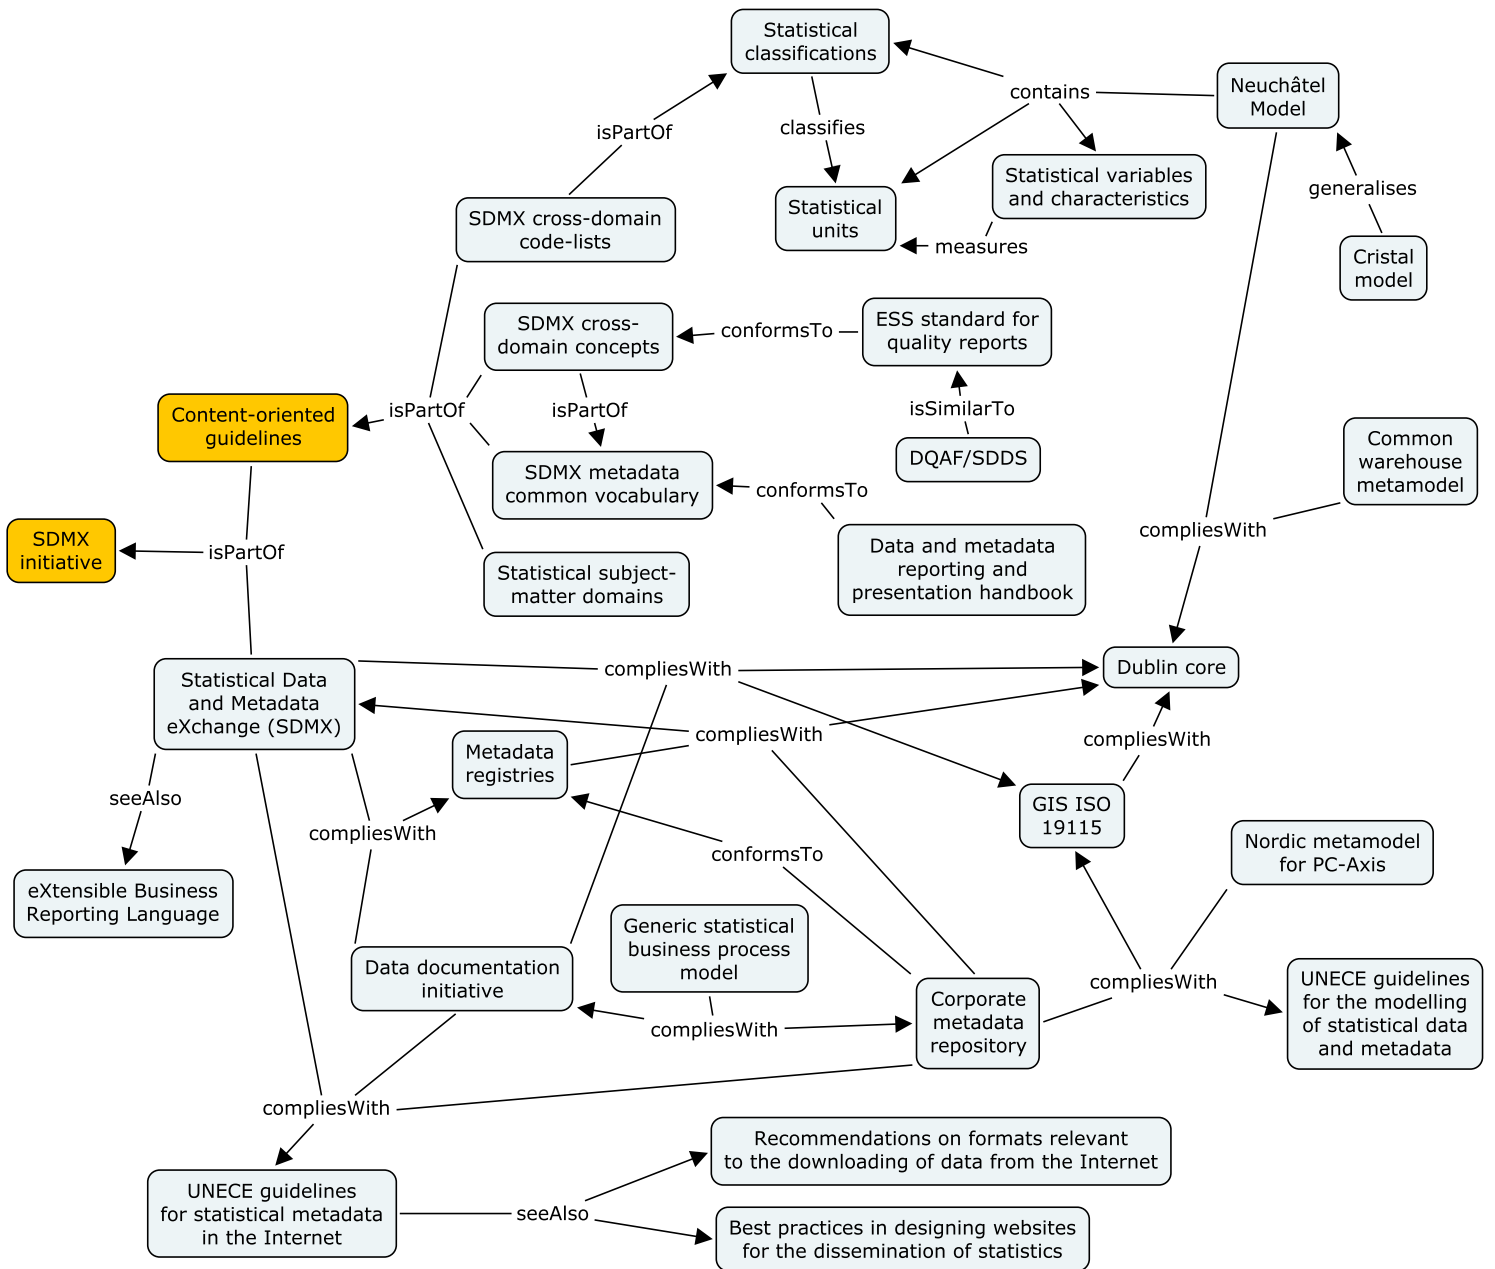 Statistical
classifications
Neuchâtel
Model
contains
classifies
isPartOf
Statistical variables
and characteristics
generalises
Statistical
units
SDMX cross-domain
code-lists
measures
Cristal
model
SDMX cross-
domain concepts
conformsTo
ESS standard for
quality reports
isPartOf
isPartOf
isSimilarTo
Content-oriented
guidelines
DQAF/SDDS
Common
warehouse
metamodel
SDMX metadata
common vocabulary
conformsTo
compliesWith
SDMX
initiative
isPartOf
Data and metadata
reporting and
presentation handbook
Statistical subject-
matter domains
Statistical Data
and Metadata
eXchange (SDMX)
compliesWith
Dublin core
compliesWith
compliesWith
Metadata
registries
seeAlso
compliesWith
GIS ISO
19115
conformsTo
Nordic metamodel
for PC-Axis
eXtensible Business
Reporting Language
Generic statistical
business process
model
Data documentation
initiative
compliesWith
Corporate
metadata
repository
compliesWith
UNECE guidelines
for the modelling
of statistical data
and metadata
compliesWith
Recommendations on formats relevant
to the downloading of data from the Internet
UNECE guidelines
for statistical metadata
in the Internet
seeAlso
Best practices in designing websites
for the dissemination of statistics